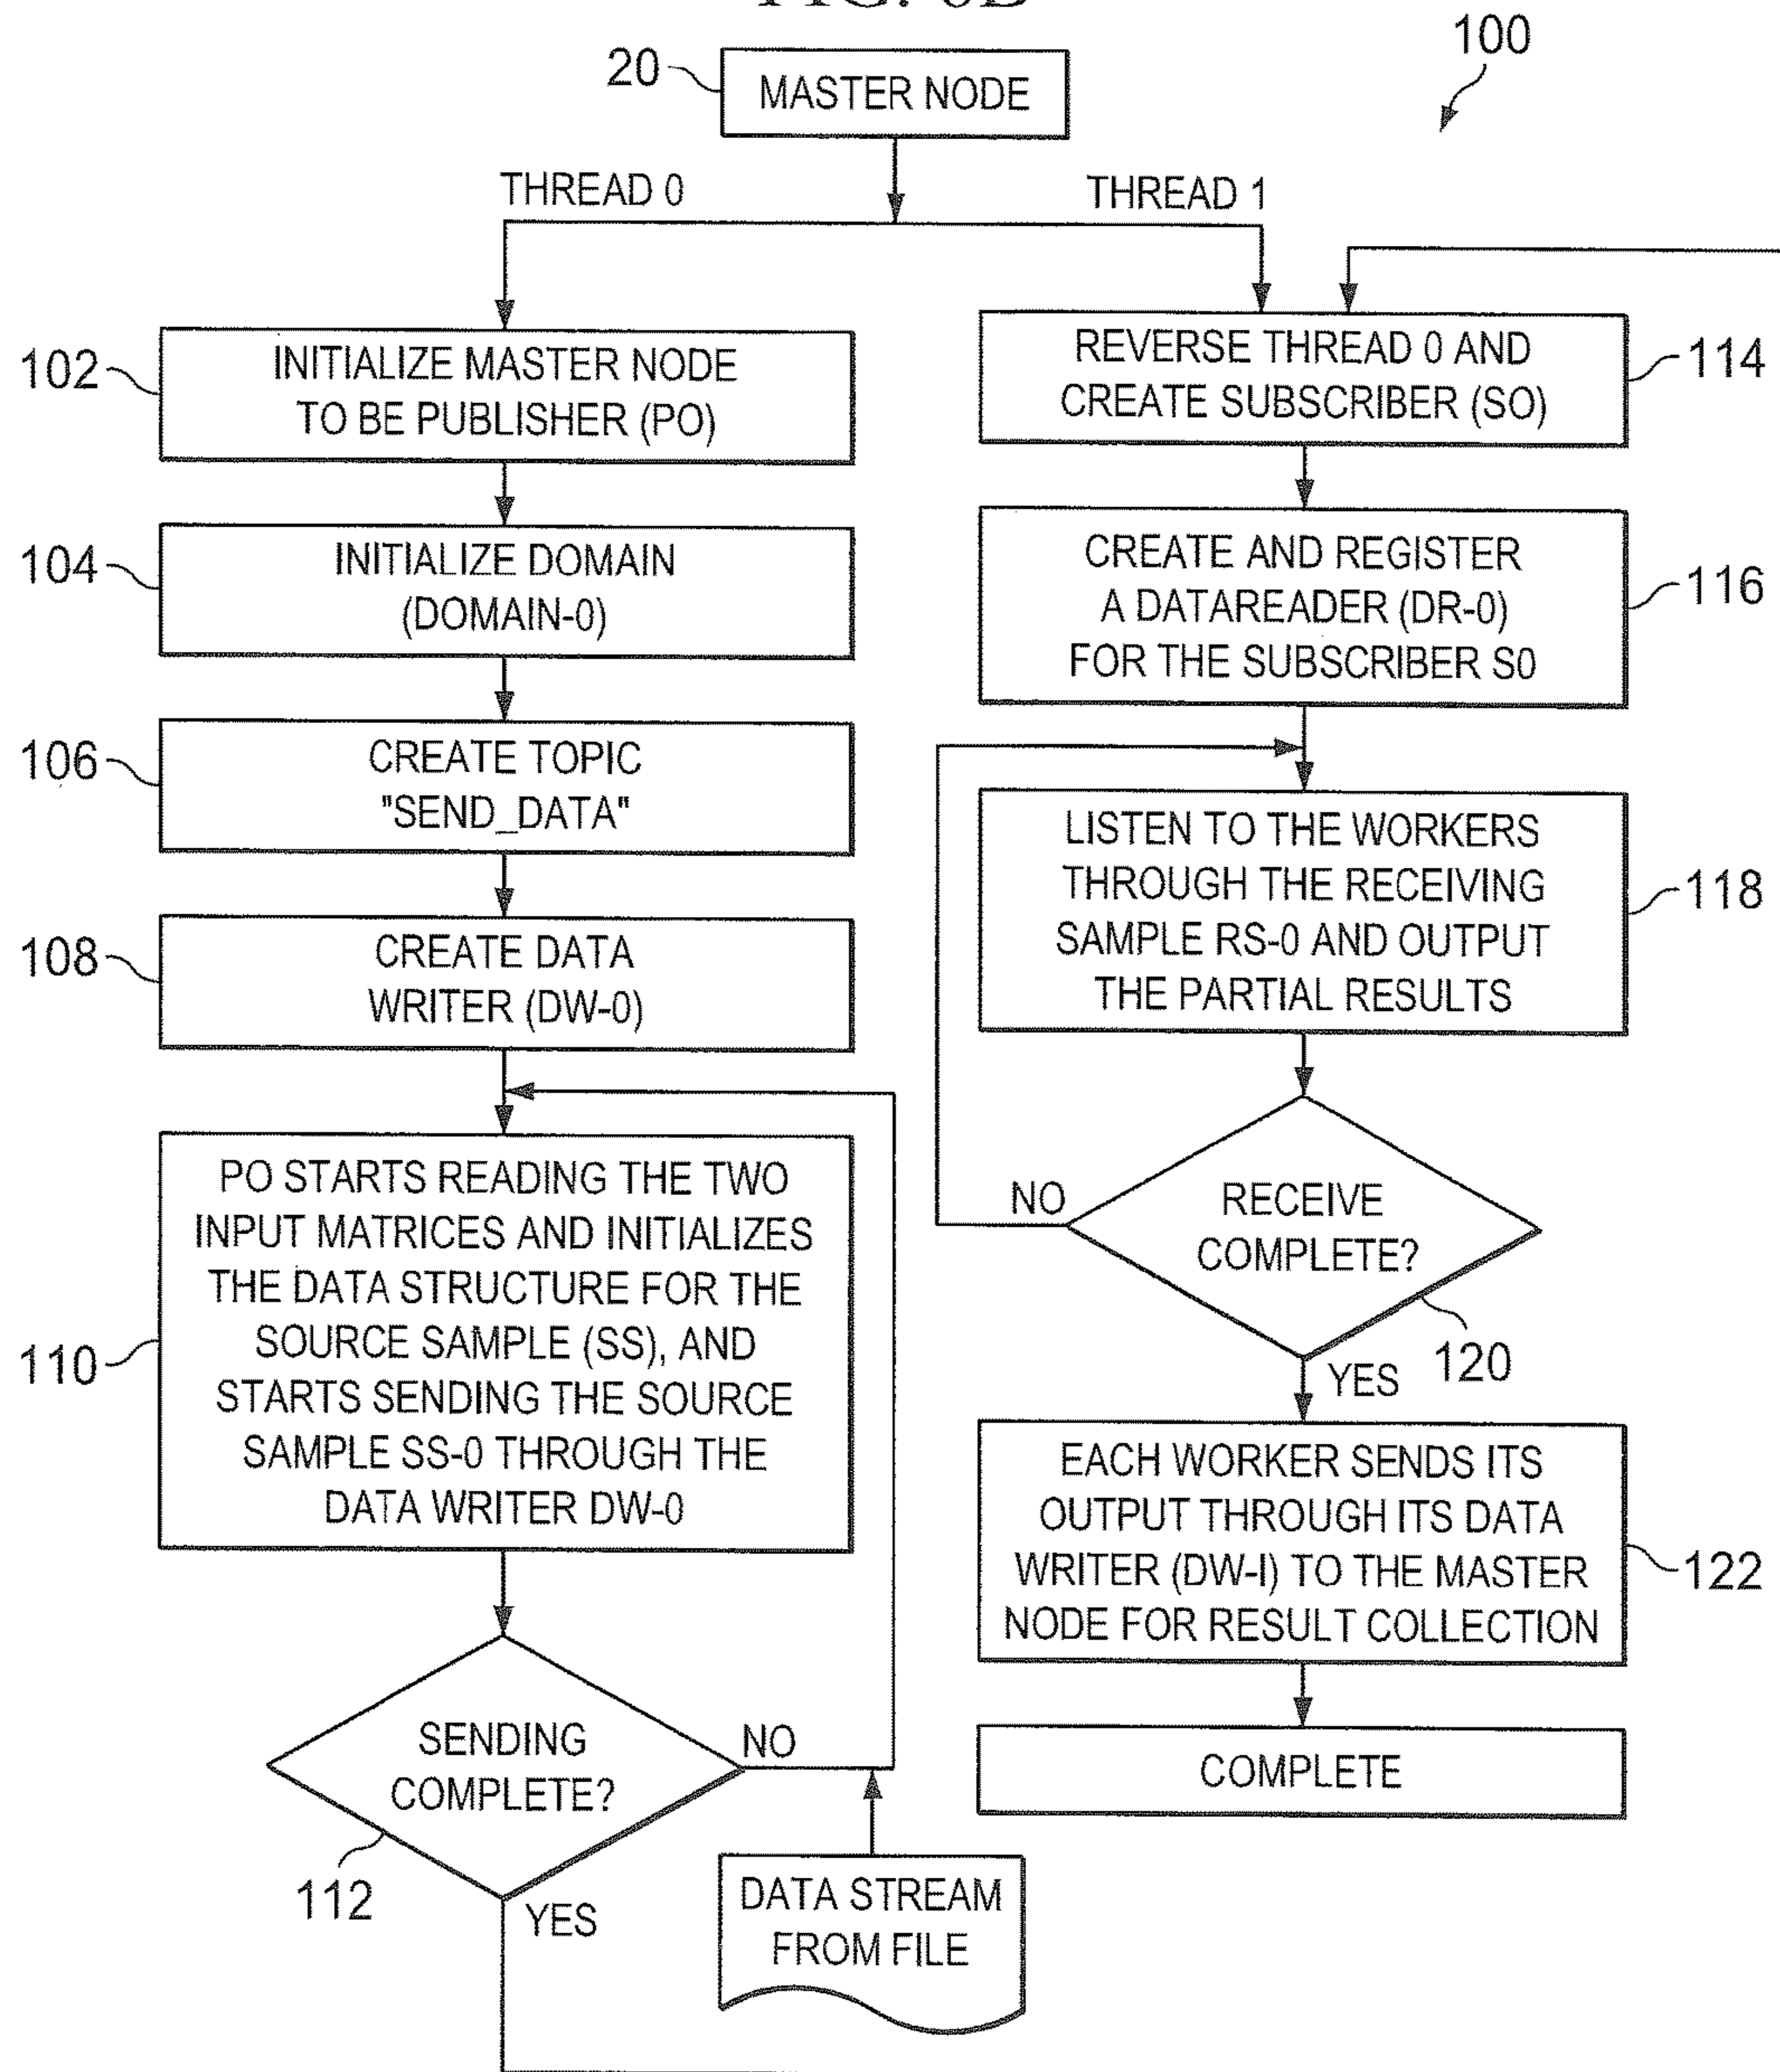 100
20
MASTER NODE
THREAD 0
THREAD 1
102
INITIALIZE MASTER NODE
TO BE PUBLISHER (PO)
104
INITIALIZE DOMAIN
(DOMAIN-0)
106
CREATE TOPIC
"SEND_DATA"
108
CREATE DATA
WRITER (DW-0)
110
PO STARTS READING THE TWO
INPUT MATRICES AND INITIALIZES
THE DATA STRUCTURE FOR THE
SOURCE SAMPLE (SS), AND
STARTS SENDING THE SOURCE
SAMPLE SS-0 THROUGH THE
DATA WRITER DW-0
SENDING
COMPLETE?
NO
112
YES
DATA STREAM
FROM FILE
REVERSE THREAD 0 AND
CREATE SUBSCRIBER (SO)
114
CREATE AND REGISTER
A DATAREADER (DR-0)
FOR THE SUBSCRIBER S0
116
LISTEN TO THE WORKERS
THROUGH THE RECEIVING
SAMPLE RS-0 AND OUTPUT
THE PARTIAL RESULTS
118
NO
RECEIVE
COMPLETE?
120
YES
EACH WORKER SENDS ITS
OUTPUT THROUGH ITS DATA
WRITER (DW-I) TO THE MASTER
NODE FOR RESULT COLLECTION
122
COMPLETE